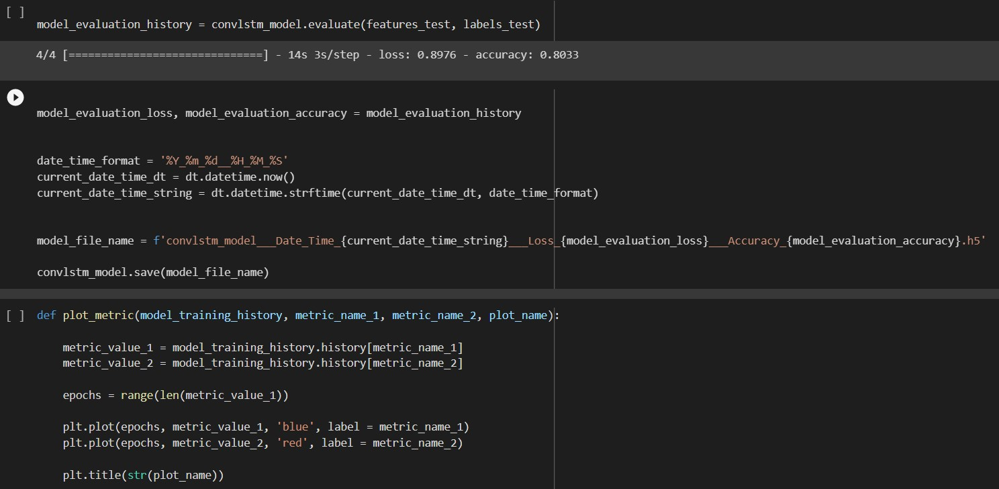 [ ]
model_evaluation_history = convlstm_model.evaluate(features_test, labels_test)
4/4 [==============================] - 14s 3s/step - loss: 0.8976 - accuracy: 0.8033
model_evaluation_loss, model_evaluation_accuracy = model_evaluation_history
date_time_format = '%Y_%m_%d__%H_%M_%S'
current_date_time_dt = dt.datetime.now()
current_date_time_string = dt.datetime.strftime(current_date_time_dt, date_time_format)
model_file_name = f'convlstm_model___Date_Time_{current_date_time_string}___Loss_{model_evaluation_loss}___Accuracy_{model_evaluation_accuracy}.h5'
convlstm_model.save(model_file_name)
[ ] def plot_metric(model_training_history, metric_name_1, metric_name_2, plot_name):
metric_value_1 = model_training_history.history[metric_name_1]
metric_value_2 = model_training_history.history[metric_name_2]
epochs = range(len(metric_value_1))
plt.plot(epochs, metric_value_1, 'blue', label = metric_name_1)
plt.plot(epochs, metric_value_2, 'red', label = metric_name_2)
plt.title(str(plot_name))